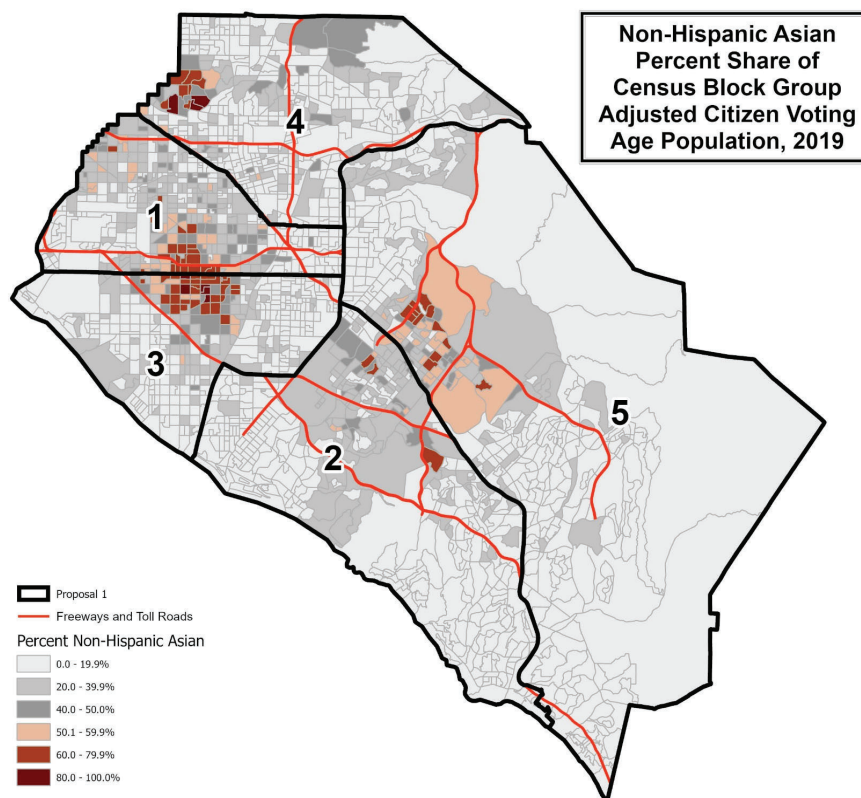 Non-Hispanic Asian
Percent Share of
Census Block Group
Adjusted Citizen Voting
Age Population, 2019
4
1
3
5
2
Proposal 1
Freeways and Toll Roads
Percent Non-Hispanic Asian
0.0 - 19.9%
20.0 - 39.9%
40.0 - 50.0%
50.1 - 59.9%
60.0 - 79.9%
80.0 - 100.0%